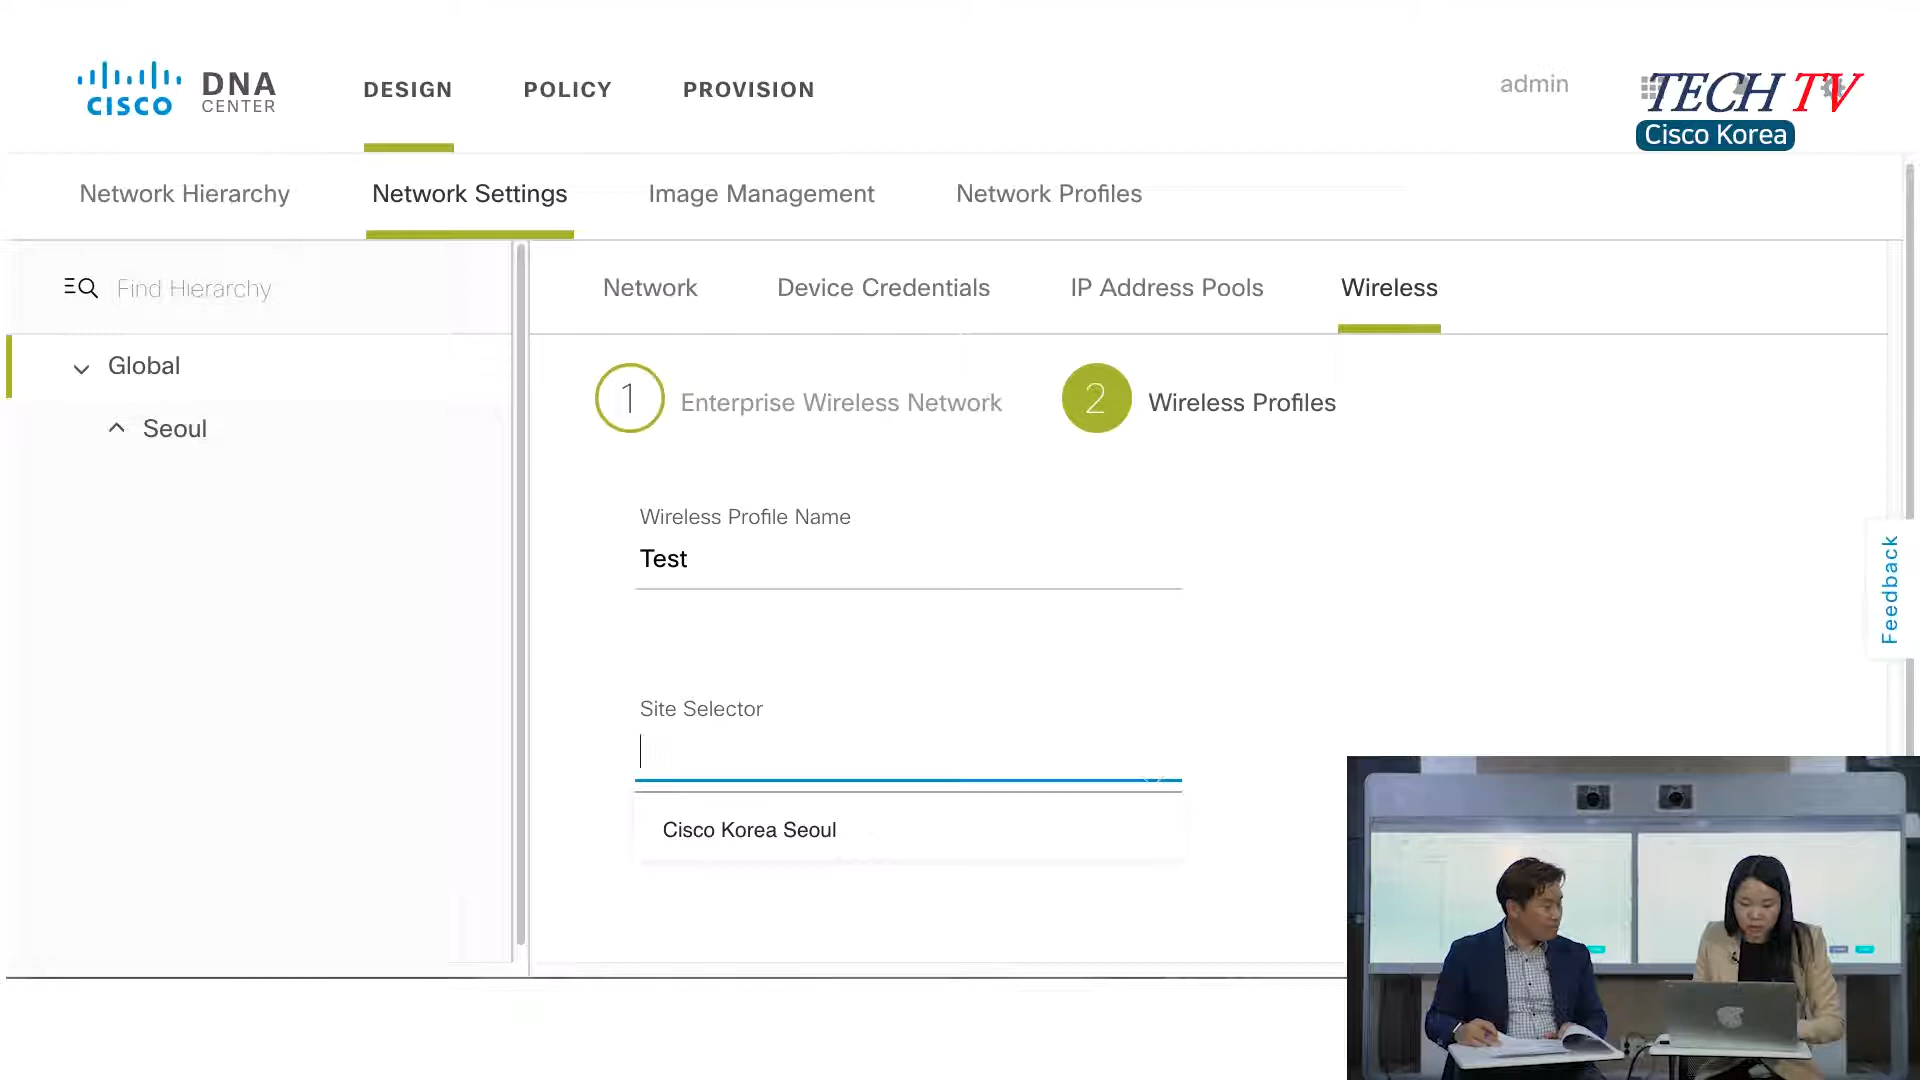 CISCO DNA CENTER
DESIGN
POLICY
PROVISION
admin
TECH TV
Cisco Korea
Network Hierarchy
Network Settings
Image Management
Network Profiles
Find Hierarchy
Network
Device Credentials
IP Address Pools
Wireless
Global
Seoul
1 Enterprise Wireless Network
2 Wireless Profiles
Wireless Profile Name
Test
Site Selector
Cisco Korea Seoul
Feedback